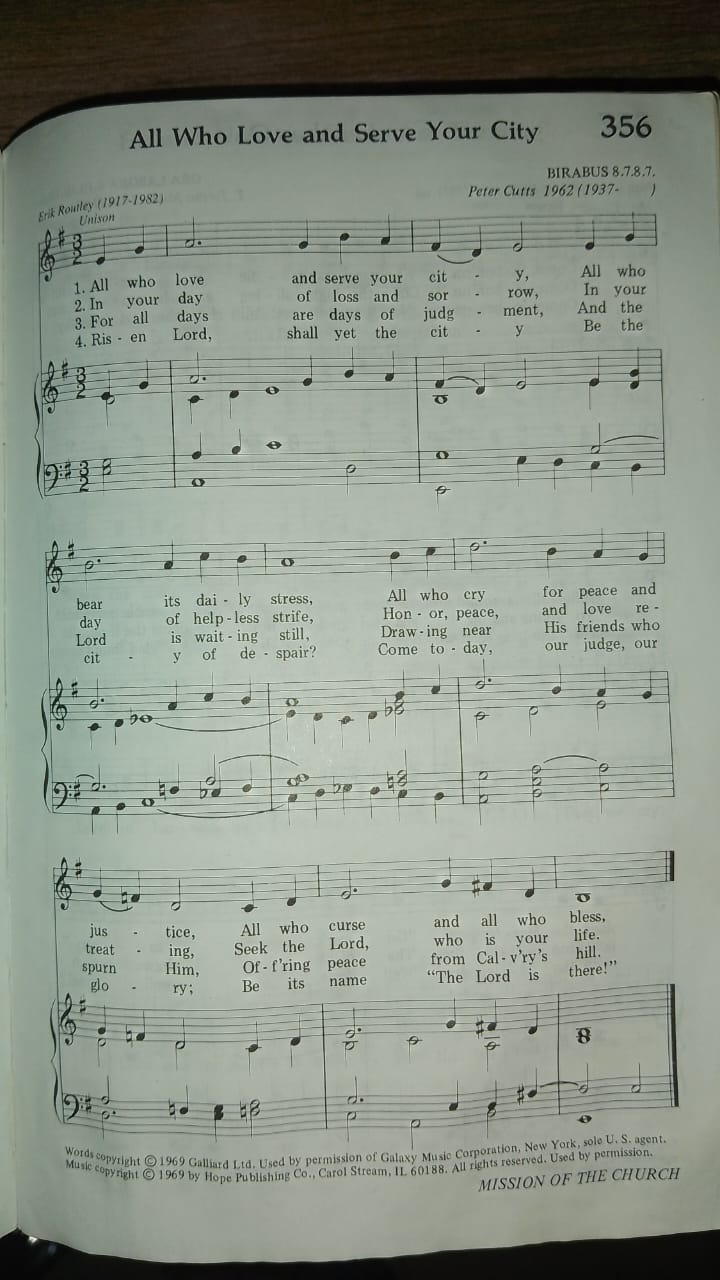 All Who Love and Serve Your City 356
BIRABUS 8.7.8.7.
Erik Routley (1917-1982) Peter Cutts 1962 (1937- )
Unison
1. All who love and serve your cit - y, All who
2. In your day of loss and sor - row, In your
3. For all days are days of judg - ment, And the
4. Ris - en Lord, shall yet the cit - y Be the
bear its dai - ly stress, All who cry for peace and
day of help - less strife, Hon - or, peace, and love re -
Lord is wait - ing still, Draw - ing near His friends who
cit - y of de - spair? Come to - day, our judge, our
jus - tice, All who curse and all who bless,
treat - ing, Seek the Lord, who is your life.
spurn Him, Of - f'ring peace from Cal - v'ry's hill.
glo - ry; Be its name "The Lord is there!"
Words copyright © 1969 Galliard Ltd. Used by permission of Galaxy Music Corporation, New York, sole U. S. agent.
Music copyright © 1969 by Hope Publishing Co., Carol Stream, IL 60188. All rights reserved. Used by permission.
MISSION OF THE CHURCH